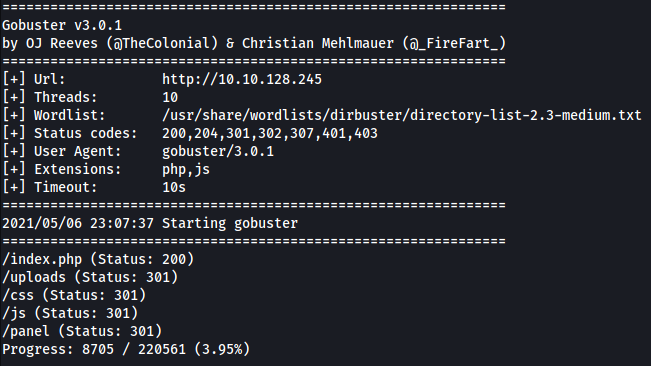 ===============================================================
Gobuster v3.0.1
by OJ Reeves (@TheColonial) & Christian Mehlmauer (@_FireFart_)
===============================================================
[+] Url:            http://10.10.128.245
[+] Threads:        10
[+] Wordlist:       /usr/share/wordlists/dirbuster/directory-list-2.3-medium.txt
[+] Status codes:   200,204,301,302,307,401,403
[+] User Agent:     gobuster/3.0.1
[+] Extensions:     php,js
[+] Timeout:        10s
===============================================================
2021/05/06 23:07:37 Starting gobuster
===============================================================
/index.php (Status: 200)
/uploads (Status: 301)
/css (Status: 301)
/js (Status: 301)
/panel (Status: 301)
Progress: 8705 / 220561 (3.95%)